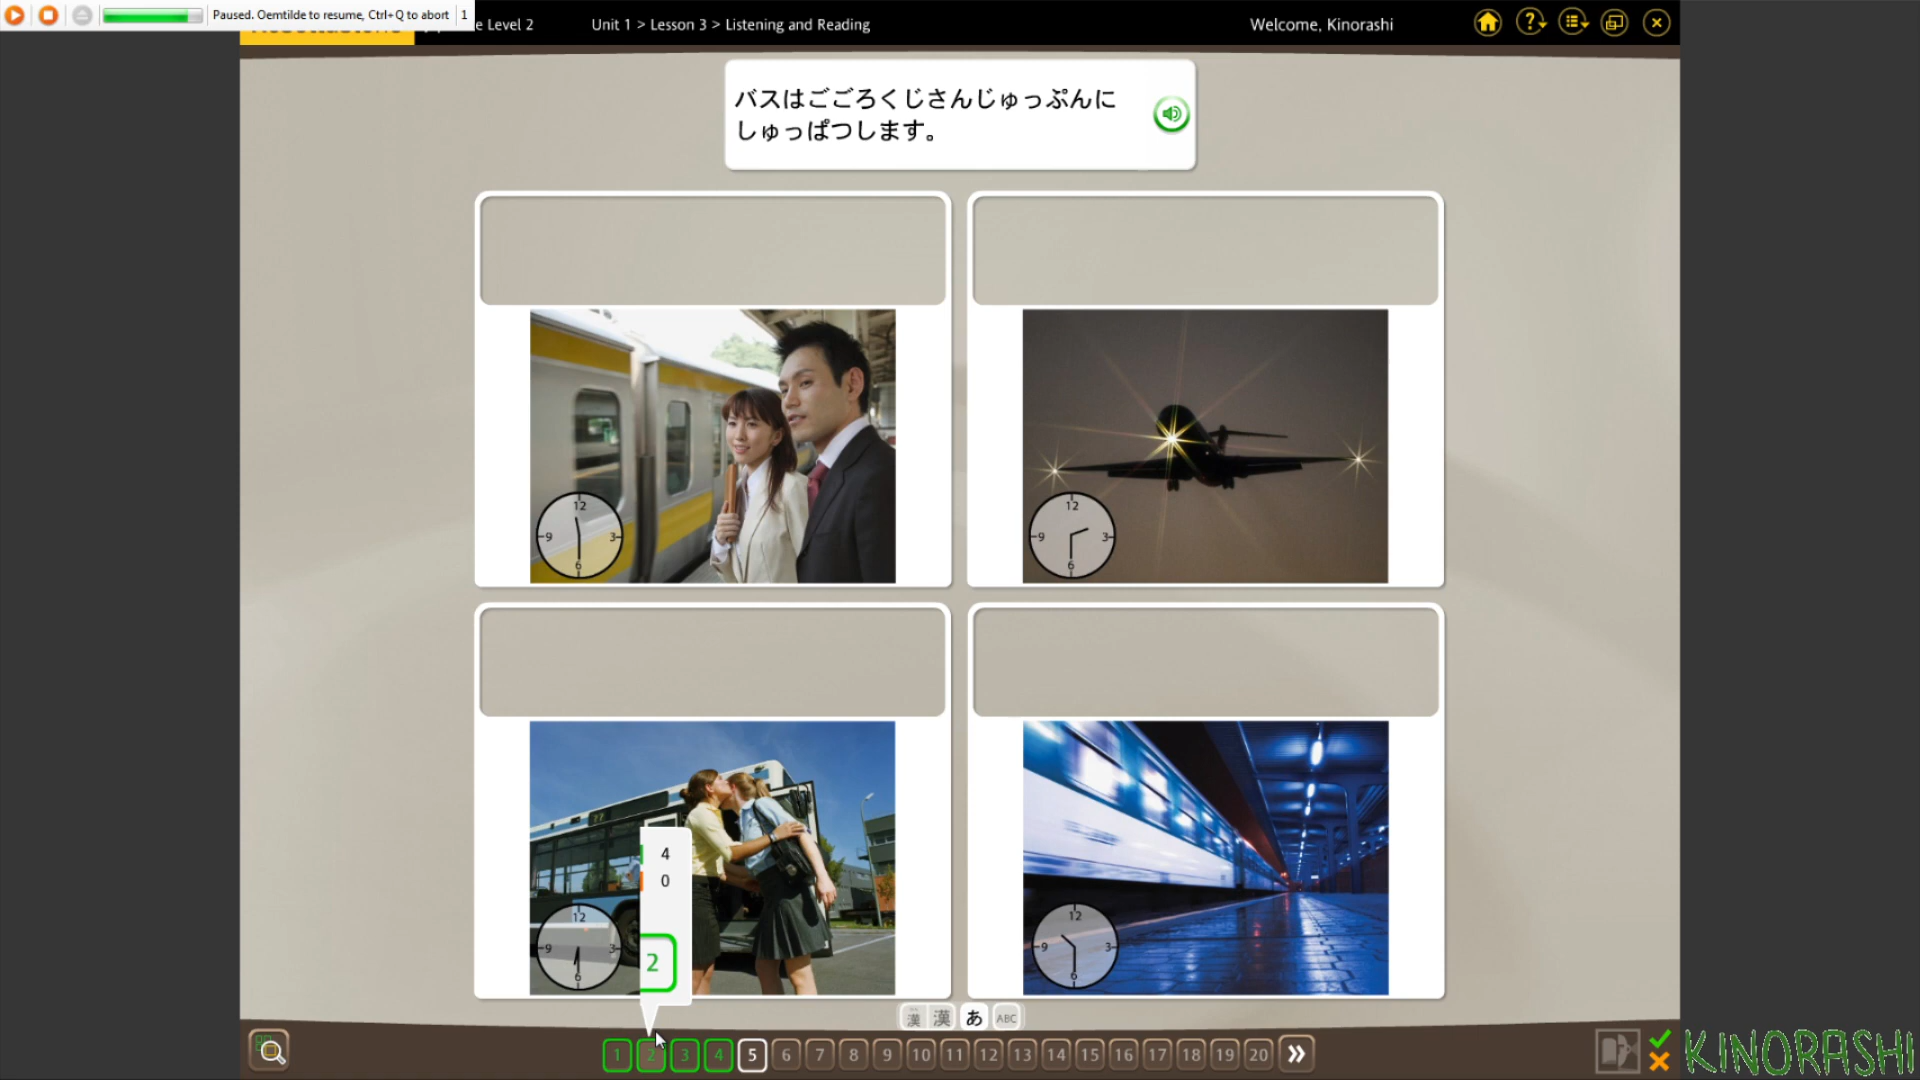 Paused. Oemtilde to resume, Ctrl+Q to abort 1
e Level 2
Unit 1 > Lesson 3 > Listening and Reading
Welcome, Kinorashi
バスはごごろくじさんじゅっぷんに
しゅっぱつします。
12
9 3
6
12
9 3
6
12
9 3
6
4
0
2
12
9 3
6
漢 漢 あ ABC
1 2 3 4 5 6 7 8 9 10 11 12 13 14 15 16 17 18 19 20
KINORASHI